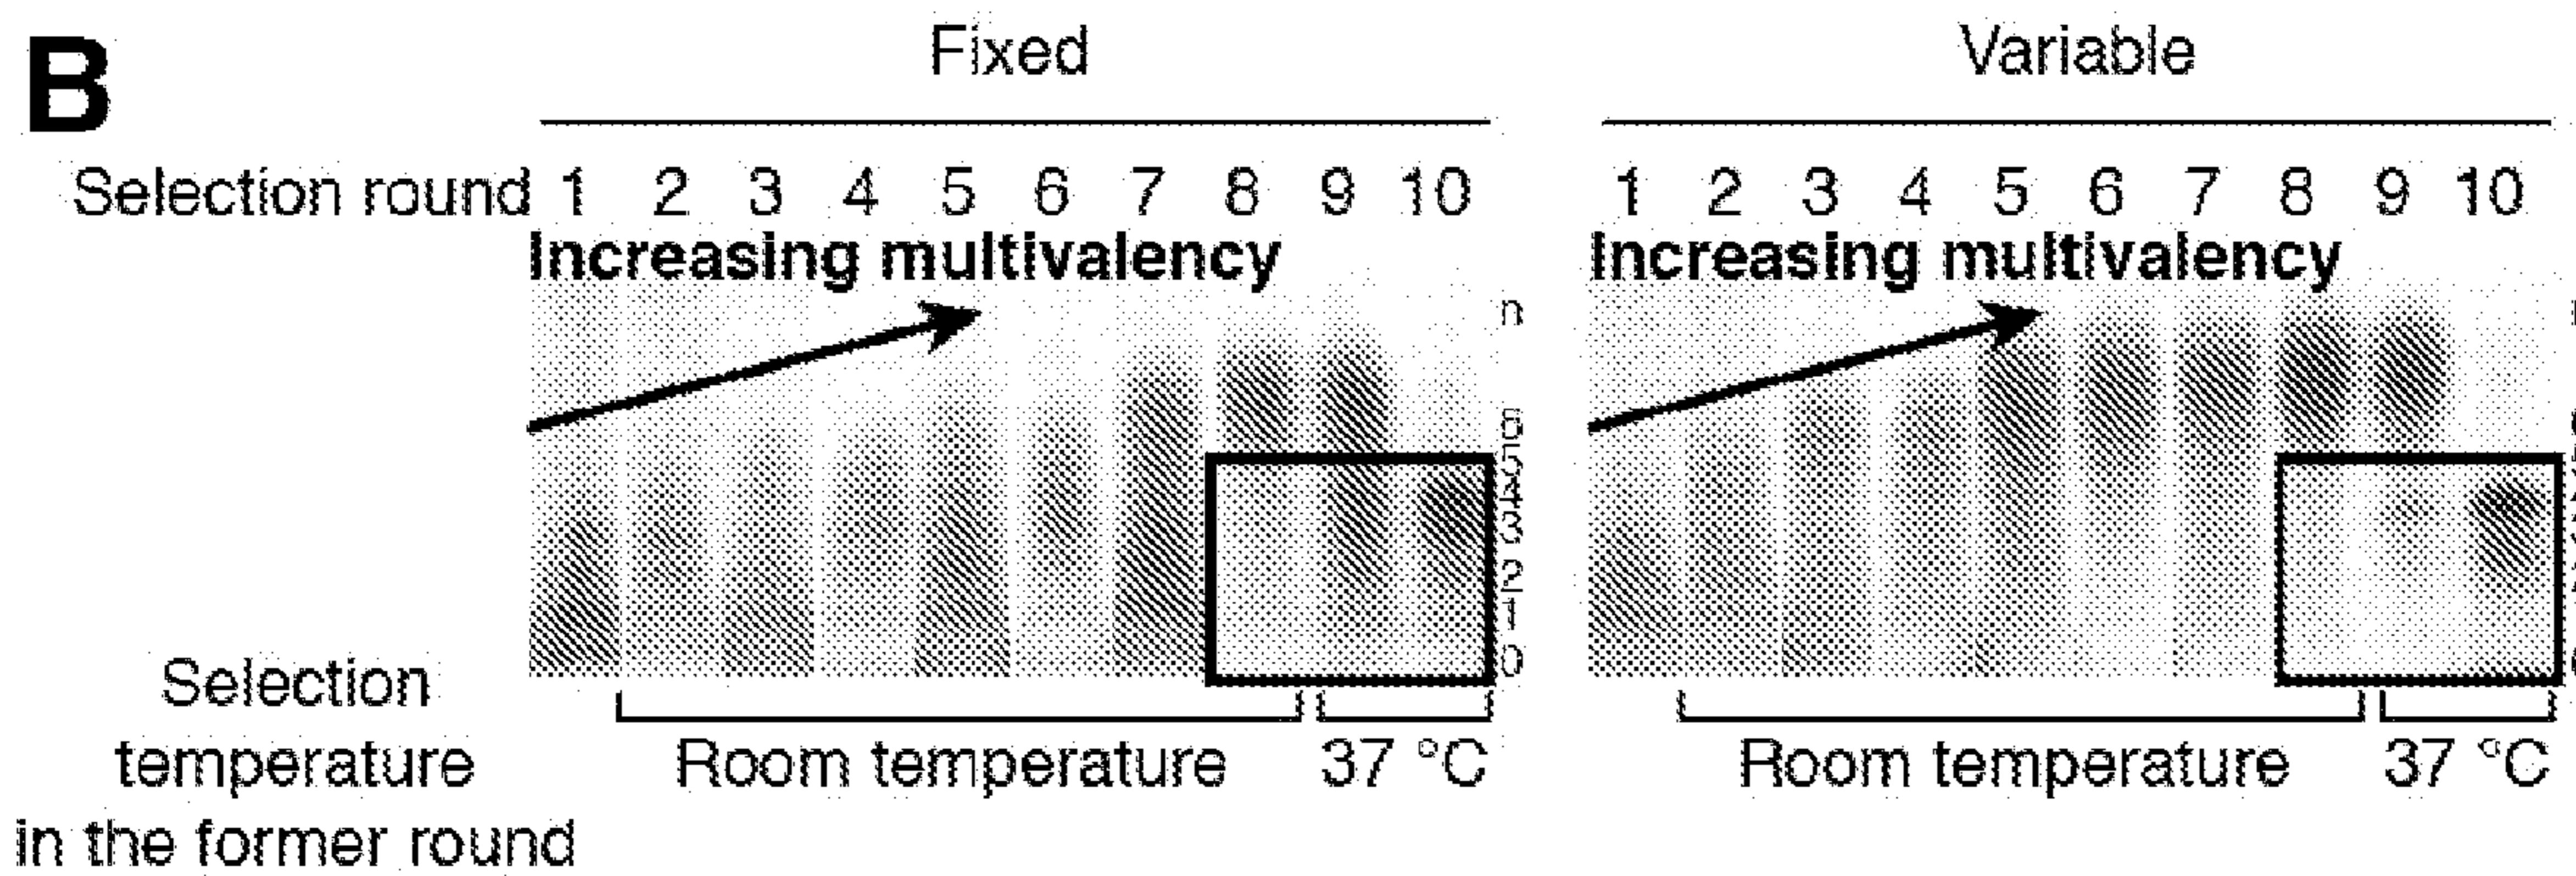 B
Fixed Variable
Selection round 1 2 3 4 5 6 7 8 9 10 1 2 3 4 5 6 7 8 9 10
Increasing multivalency Increasing multivalency
n
6
5
4
3
2
1
0
Selection
temperature
in the former round
Room temperature 37 °C Room temperature 37 °C